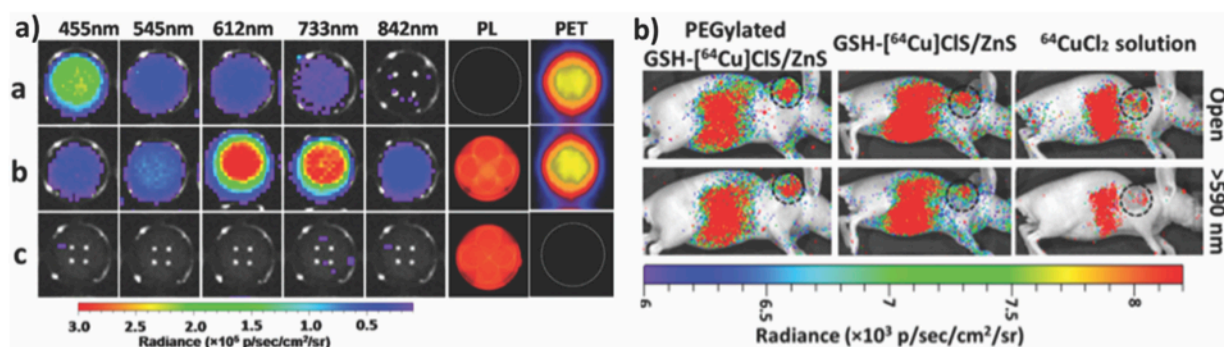 a) 455nm 545nm 612nm 733nm 842nm PL PET
a
b
c
3.0 2.5 2.0 1.5 1.0 0.5
Radiance (×10⁶ p/sec/cm²/sr)
b) PEGylated
GSH-[⁶⁴Cu]CIS/ZnS GSH-[⁶⁴Cu]CIS/ZnS ⁶⁴CuCl₂ solution
Open
>590 nm
6 6.5 7 7.5 8
Radiance (×10³ p/sec/cm²/sr)